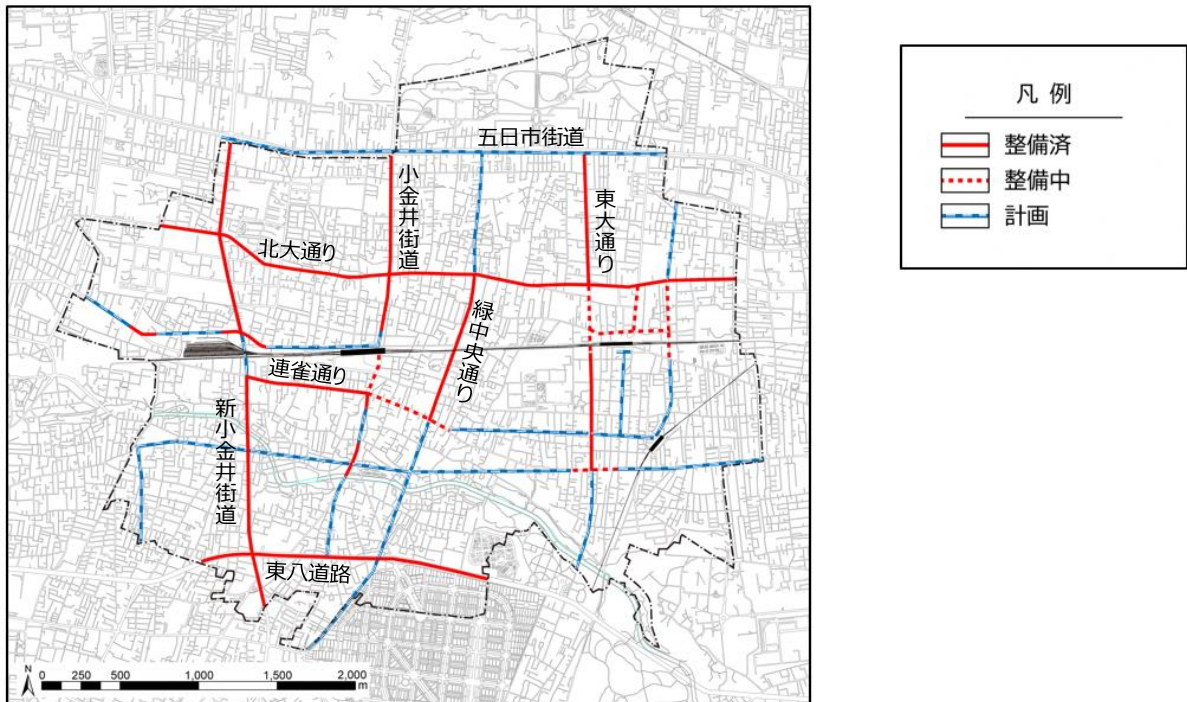 五日市街道
小金井街道
東大通り
北大通り
緑中央通り
連雀通り
新小金井街道
東八道路
N
0 250 500 1,000 1,500 2,000
m
凡 例
整備済
整備中
計画